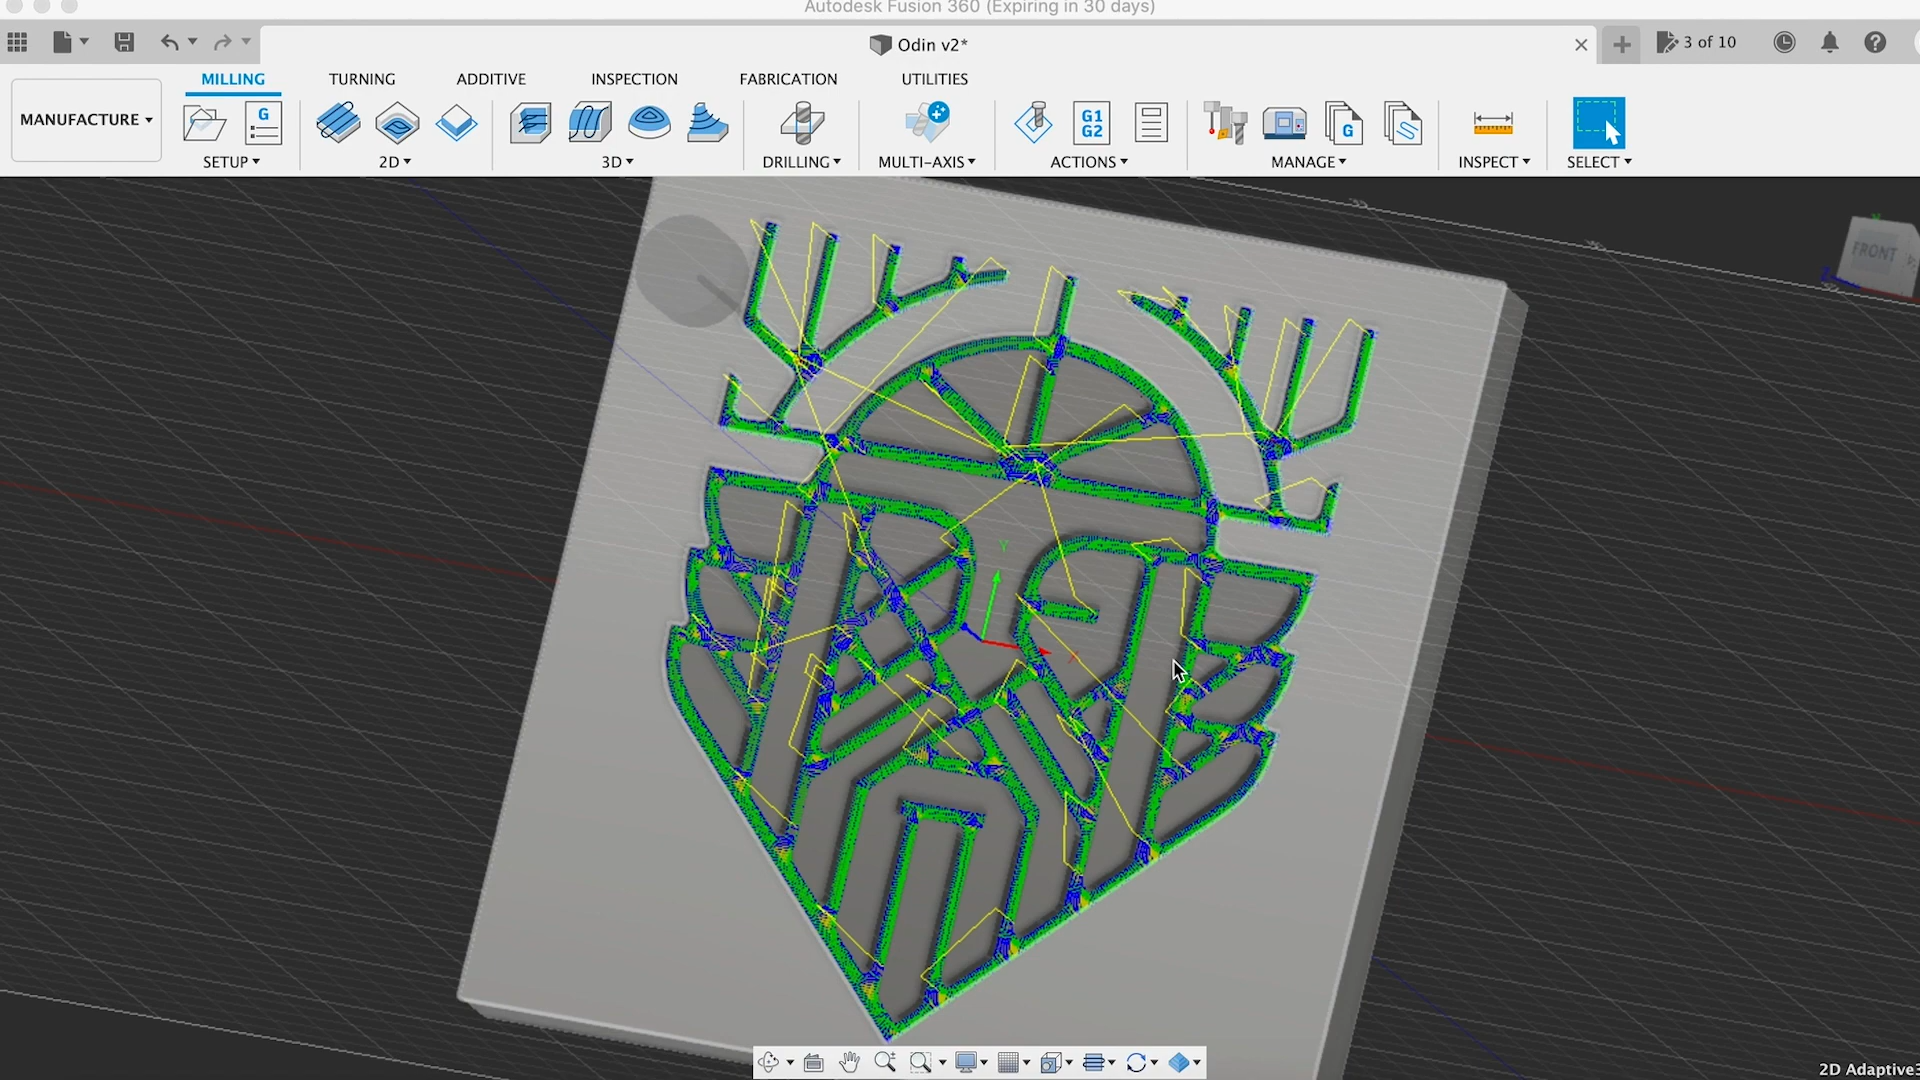 Autodesk Fusion 360 (Expiring in 30 days)
Odin v2*
3 of 10
MILLING TURNING ADDITIVE INSPECTION FABRICATION UTILITIES
MANUFACTURE
G
G1
G2
G
SETUP 2D 3D DRILLING MULTI-AXIS ACTIONS MANAGE INSPECT SELECT
FRONT
Z
Y
X
2D Adaptive3